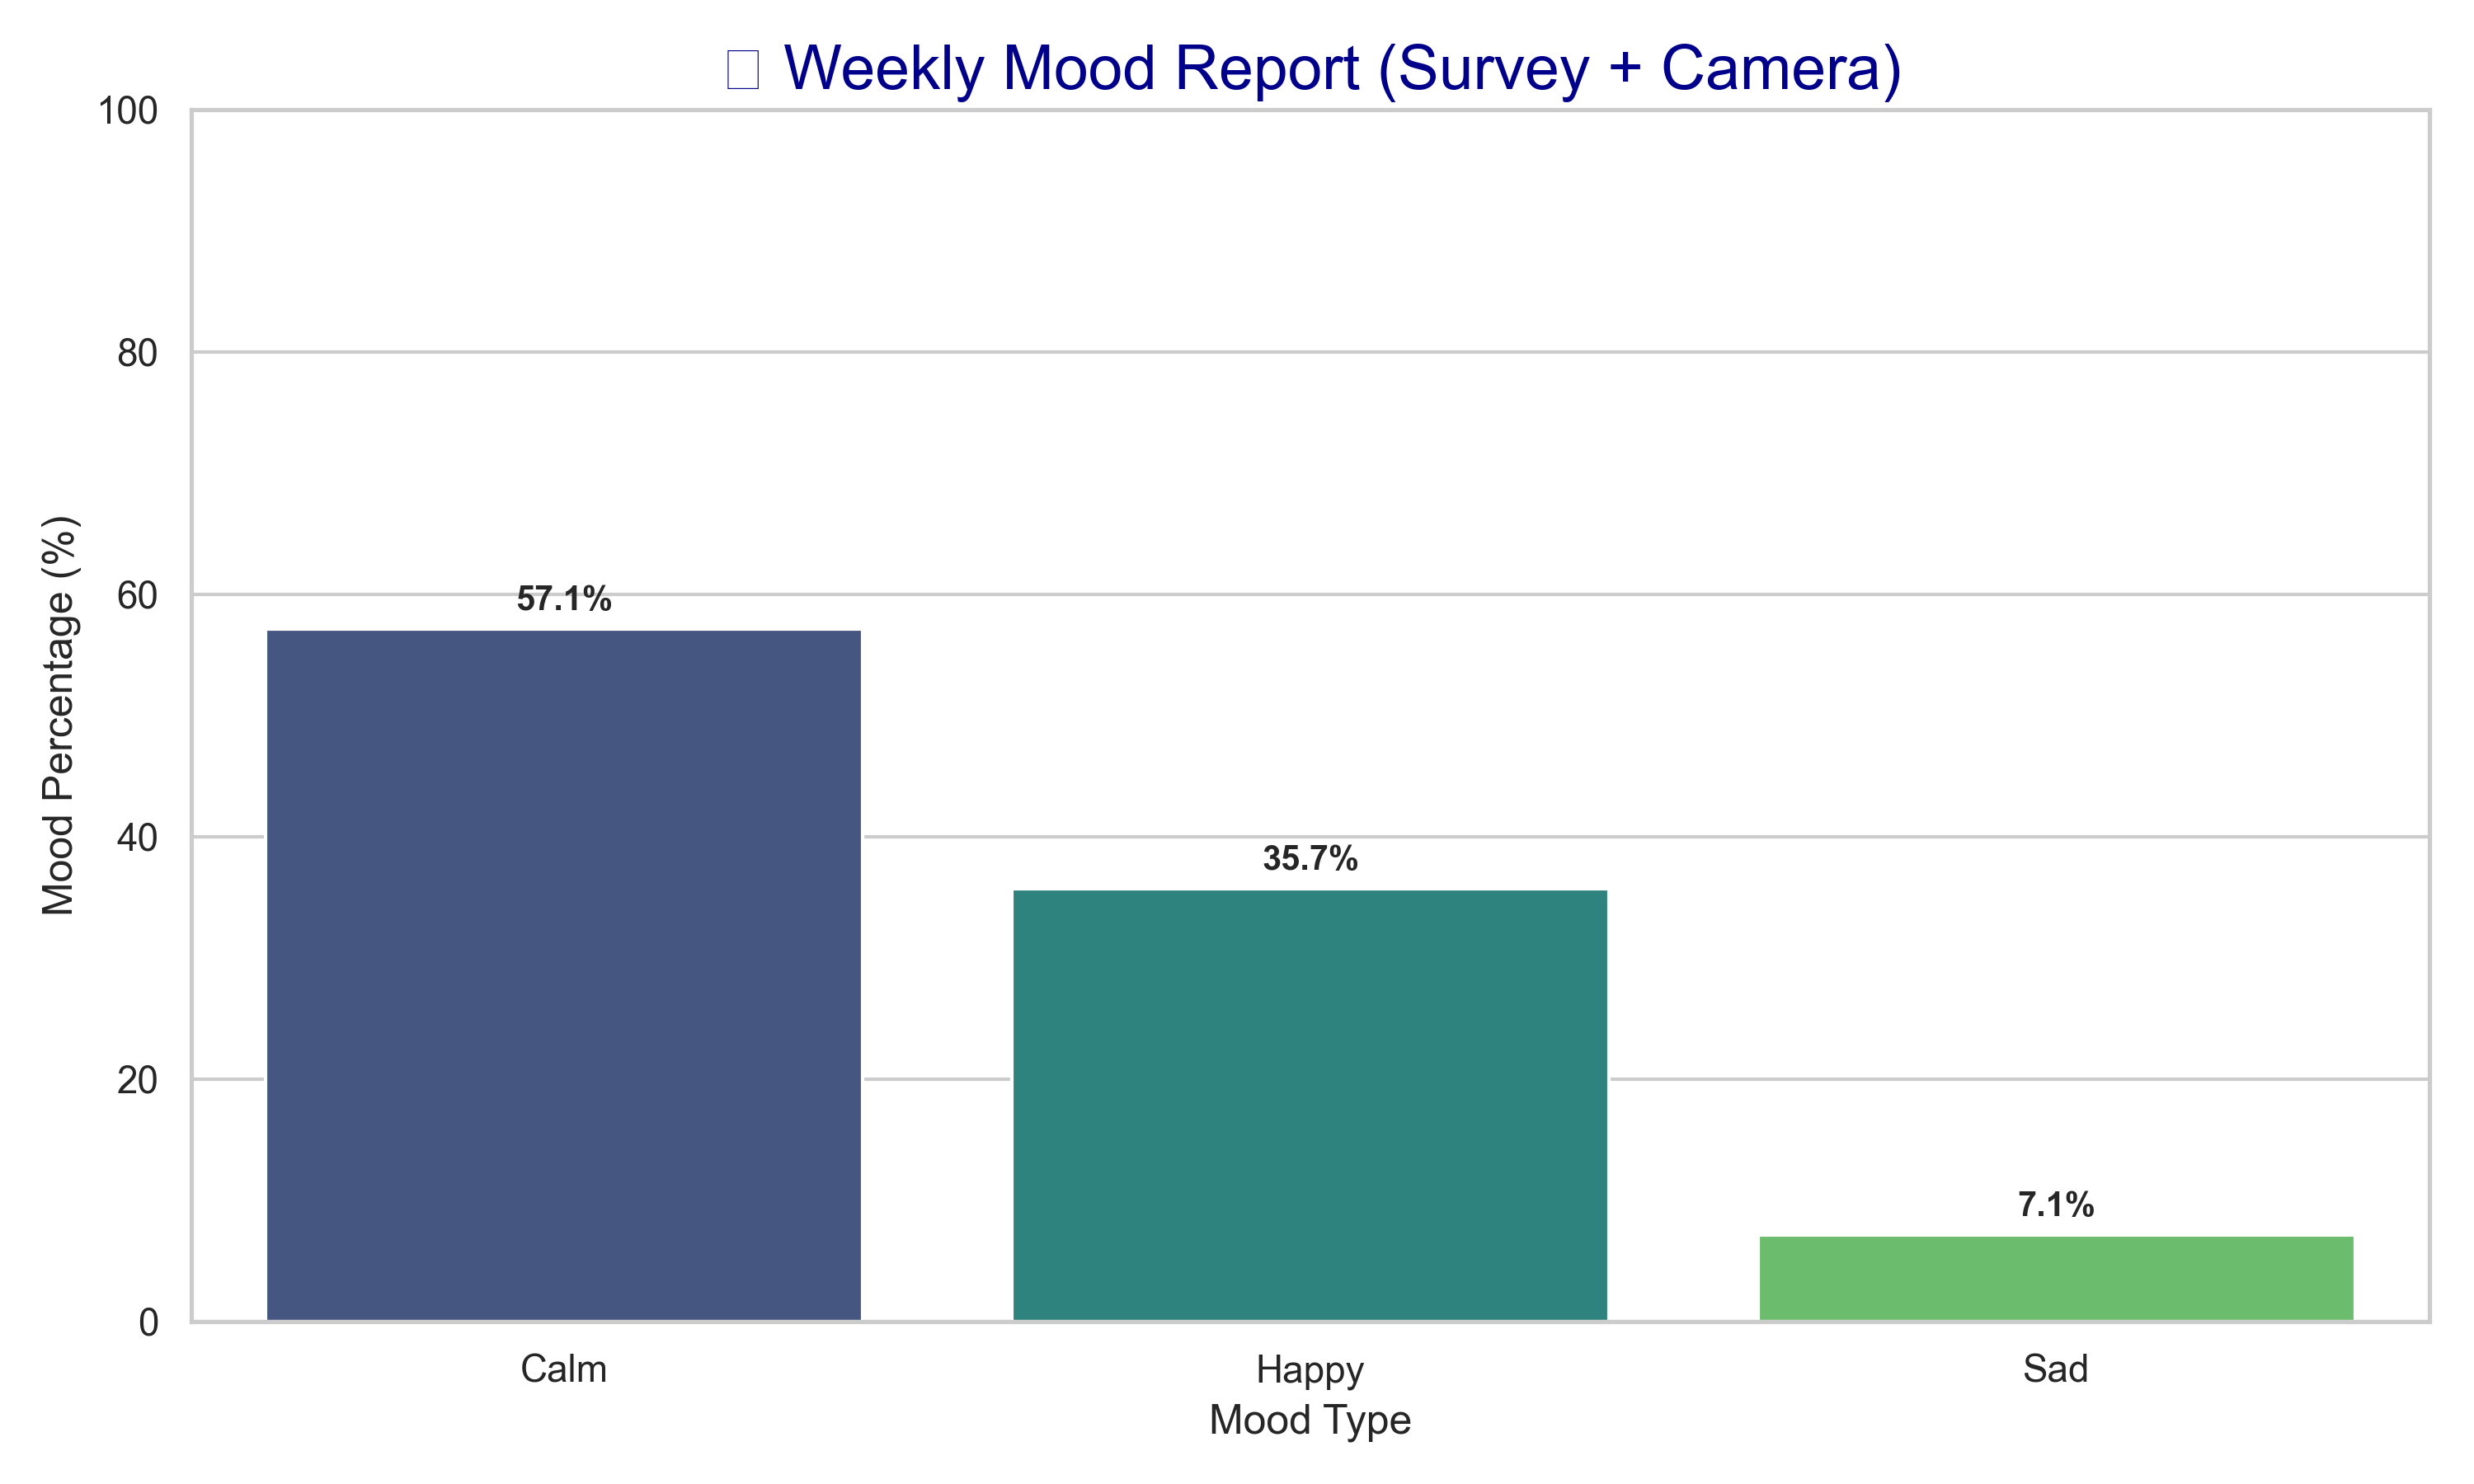 □ Weekly Mood Report (Survey + Camera)
100
80
60
40
20
0
Mood Percentage (%)
57.1%
35.7%
7.1%
Calm
Happy
Sad
Mood Type